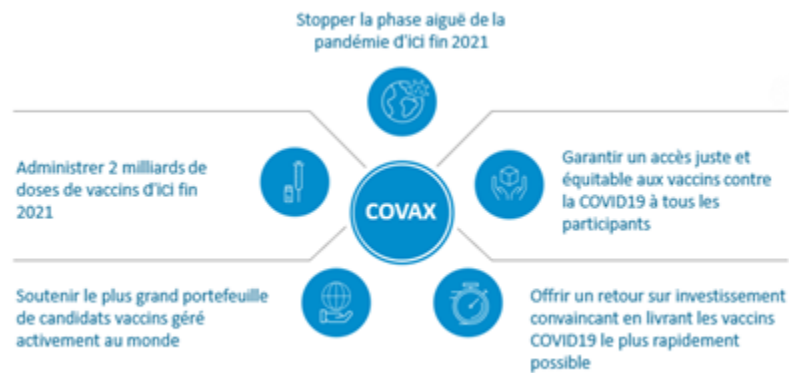 Stopper la phase aiguë de la
pandémie d'ici fin 2021
Administrer 2 milliards de
doses de vaccins d'ici fin
2021
COVAX
Garantir un accès juste et
équitable aux vaccins contre
la COVID19 à tous les
participants
Soutenir le plus grand portefeuille
de candidats vaccins géré
activement au monde
Offrir un retour sur investissement
convaincant en livrant les vaccins
COVID19 le plus rapidement
possible